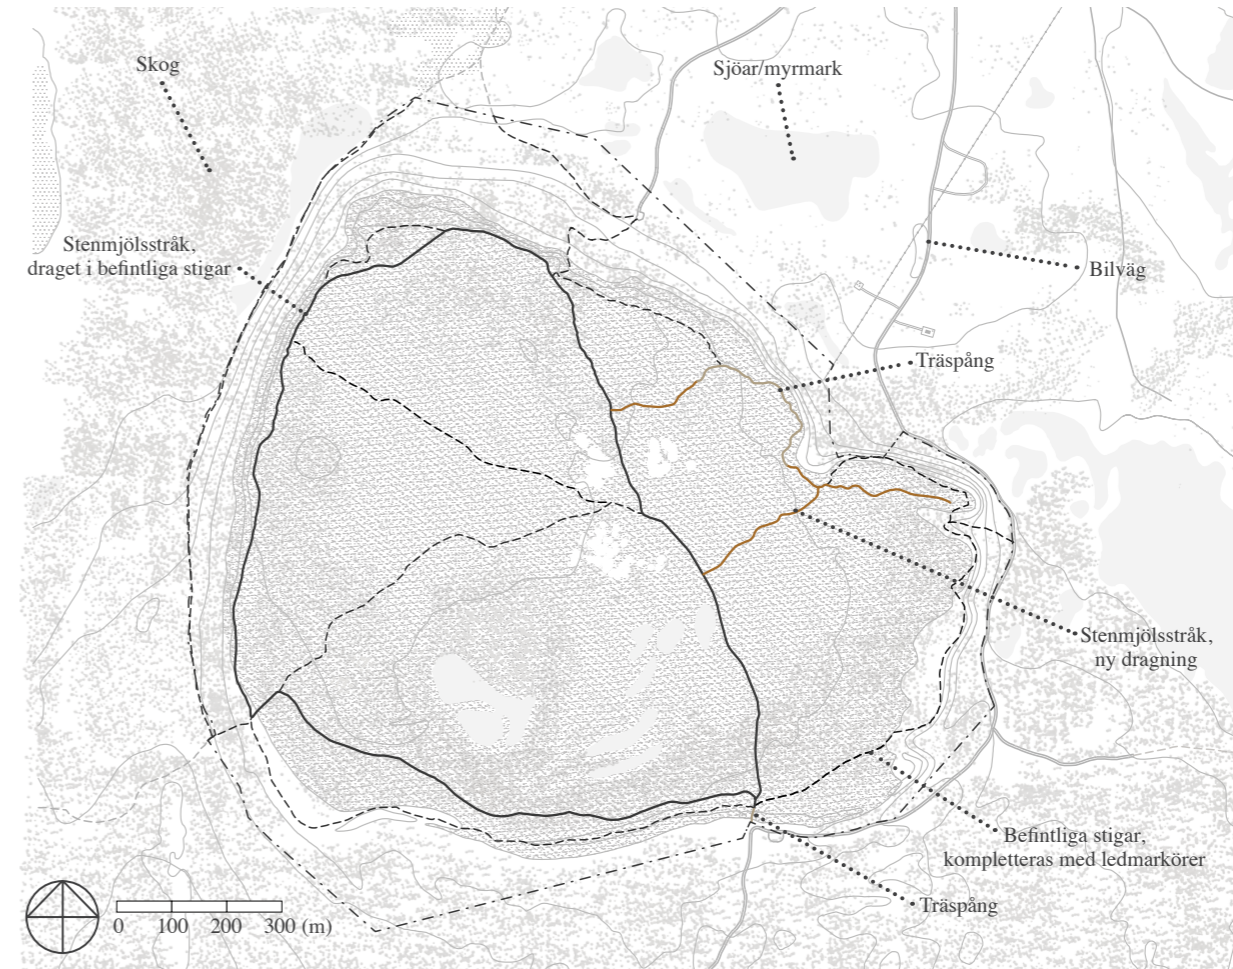 Skog
Sjöar/myrmark
Stenmjölsstråk,
draget i befintliga stigar
Bilväg
Träspång
Stenmjölsstråk,
ny dragning
Befintliga stigar,
kompletteras med ledmarkörer
Träspång
0 100 200 300 (m)